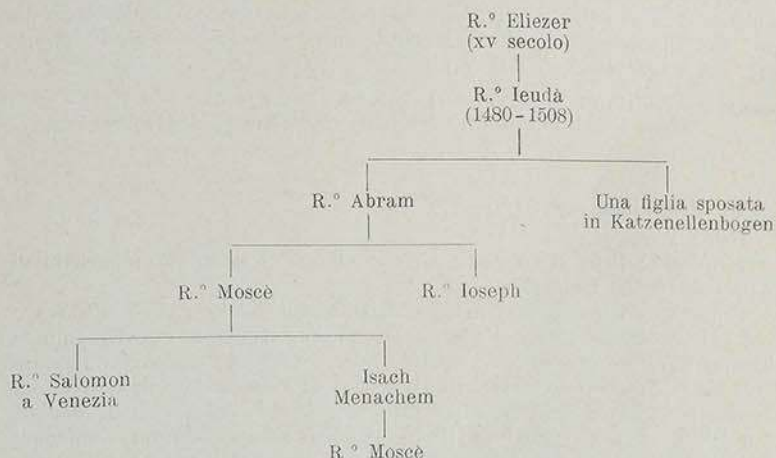 R.º Eliezer
(XV secolo)
R.º Ieudà
(1480-1508)
R.º Abram
Una figlia sposata
in Katzenellenbogen
R.º Moscè
R.º Ioseph
R.º Salomon
a Venezia
Isach
Menachem
R.º Moscè